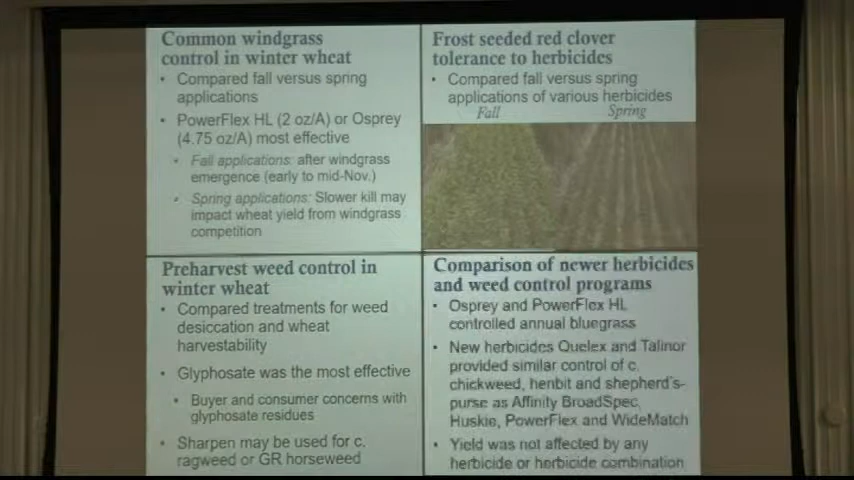 Common windgrass
control in winter wheat
• Compared fall versus spring
applications
• PowerFlex HL (2 oz/A) or Osprey
(4.75 oz/A) most effective
• Fall applications: after windgrass
emergence (early to mid-Nov.)
• Spring applications: Slower kill may
impact wheat yield from windgrass
competition
Frost seeded red clover
tolerance to herbicides
• Compared fall versus spring
applications of various herbicides
Fall Spring
Preharvest weed control in
winter wheat
• Compared treatments for weed
desiccation and wheat
harvestability
• Glyphosate was the most effective
• Buyer and consumer concerns with
glyphosate residues
• Sharpen may be used for c.
ragweed or GR horseweed
Comparison of newer herbicides
and weed control programs
• Osprey and PowerFlex HL
controlled annual bluegrass
• New herbicides Quelex and Talinor
provided similar control of c.
chickweed, henbit and shepherd's-
purse as Affinity BroadSpec,
Huskie, PowerFlex and WideMatch
• Yield was not affected by any
herbicide or herbicide combination